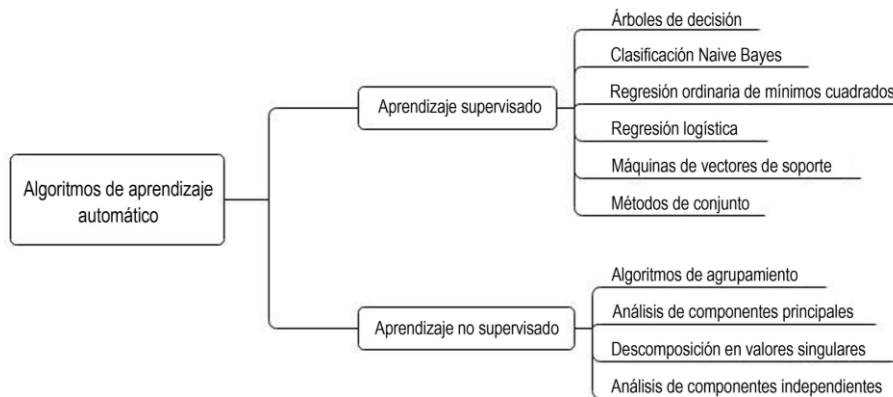 Algoritmos de aprendizaje
automático
Aprendizaje supervisado
Árboles de decisión
Clasificación Naive Bayes
Regresión ordinaria de mínimos cuadrados
Regresión logística
Máquinas de vectores de soporte
Métodos de conjunto
Aprendizaje no supervisado
Algoritmos de agrupamiento
Análisis de componentes principales
Descomposición en valores singulares
Análisis de componentes independientes